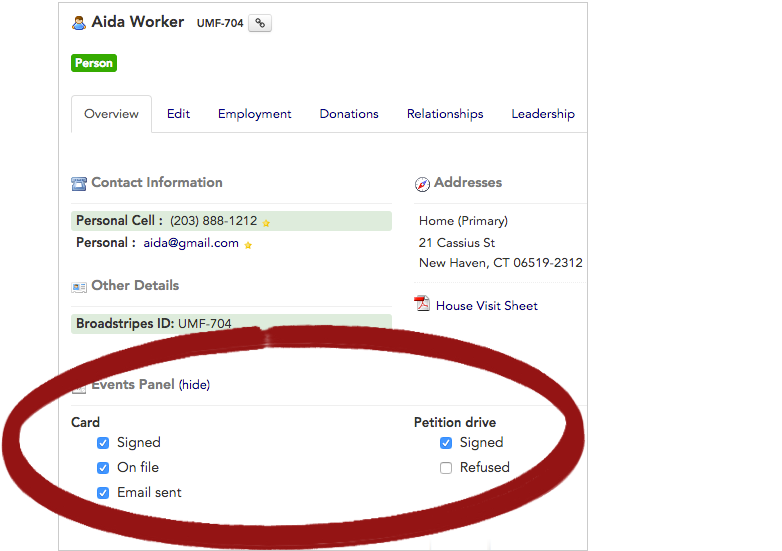 Aida Worker UMF-704
Person
Overview Edit Employment Donations Relationships Leadership
Contact Information
Personal Cell : (203) 888-1212
Personal : aida@gmail.com
Other Details
Broadstripes ID: UMF-704
Addresses
Home (Primary)
21 Cassius St
New Haven, CT 06519-2312
House Visit Sheet
Events Panel (hide)
Card
Signed
On file
Email sent
Petition drive
Signed
Refused